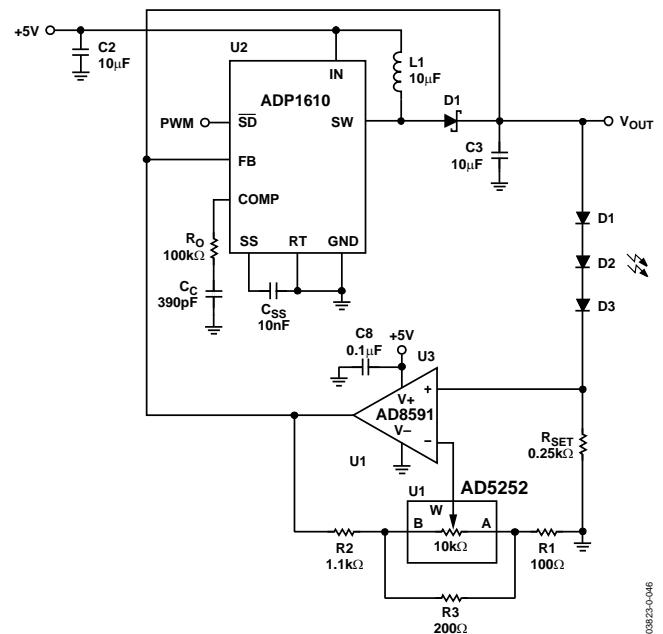 +5V
C2
10µF
U2
IN
ADP1610
L1
10µF
D1
PWM
SD
SW
VOUT
C3
10µF
FB
COMP
SS
RT
GND
RO
100kΩ
CC
390pF
CSS
10nF
D1
D2
D3
C8
0.1µF
+5V
U3
+
V+
AD8591
V–
–
U1
RSET
0.25kΩ
U1
AD5252
W
B
A
10kΩ
R2
1.1kΩ
R1
100Ω
R3
200Ω
03823-0-046